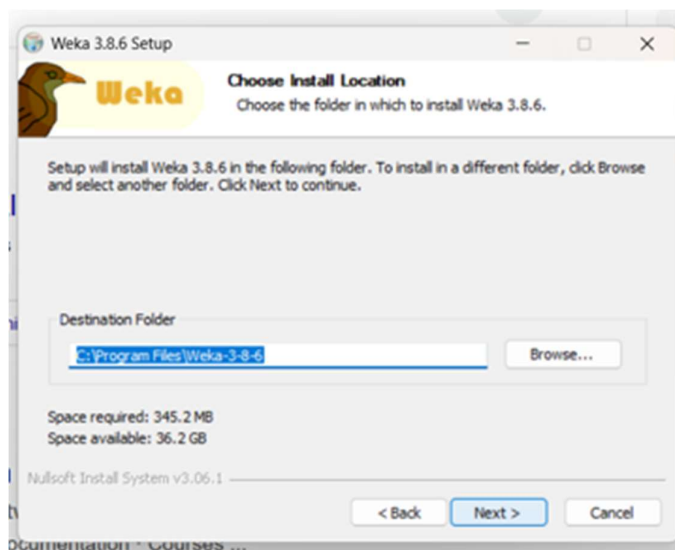 Weka 3.8.6 Setup
Weka
Choose Install Location
Choose the folder in which to install Weka 3.8.6.
Setup will install Weka 3.8.6 in the following folder. To install in a different folder, click Browse
and select another folder. Click Next to continue.
Destination Folder
C:\Program Files\Weka-3-8-6
Browse...
Space required: 345.2 MB
Space available: 36.2 GB
Nullsoft Install System v3.06.1
< Back
Next >
Cancel
Courses ...